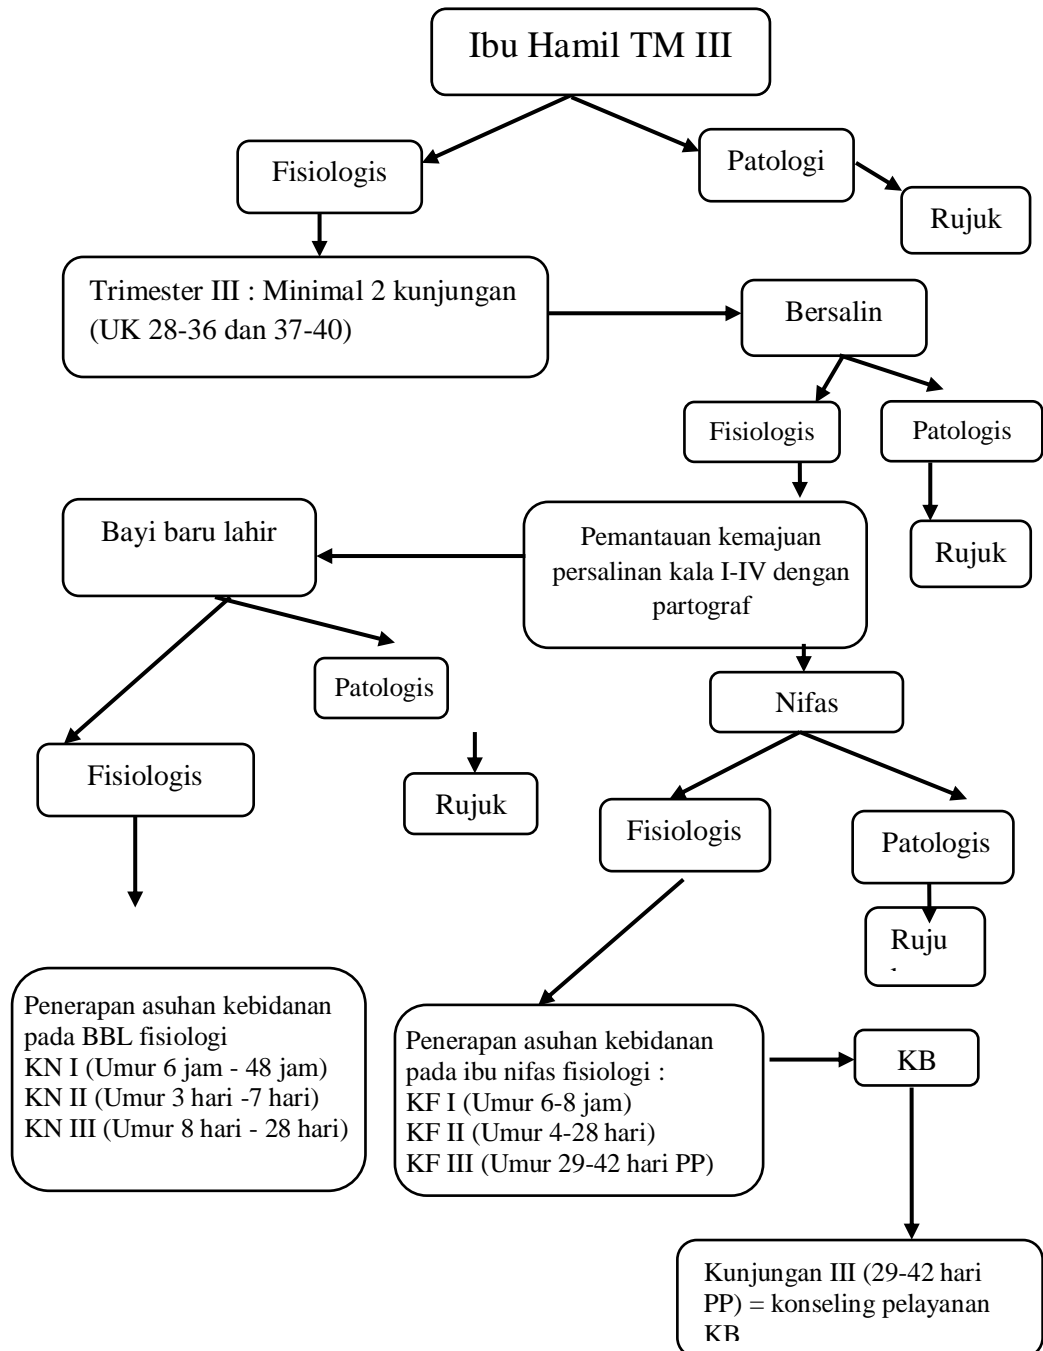 Ibu Hamil TM III
Fisiologis
Patologi
Rujuk
Trimester III : Minimal 2 kunjungan
(UK 28-36 dan 37-40)
Bersalin
Fisiologis
Patologis
Bayi baru lahir
Pemantauan kemajuan
persalinan kala I-IV dengan
partograf
Rujuk
Patologis
Nifas
Fisiologis
Rujuk
Fisiologis
Patologis
Ruju
Penerapan asuhan kebidanan
pada BBL fisiologi
KN I (Umur 6 jam - 48 jam)
KN II (Umur 3 hari -7 hari)
KN III (Umur 8 hari - 28 hari)
Penerapan asuhan kebidanan
pada ibu nifas fisiologi :
KF I (Umur 6-8 jam)
KF II (Umur 4-28 hari)
KF III (Umur 29-42 hari PP)
KB
Kunjungan III (29-42 hari
PP) = konseling pelayanan
KB